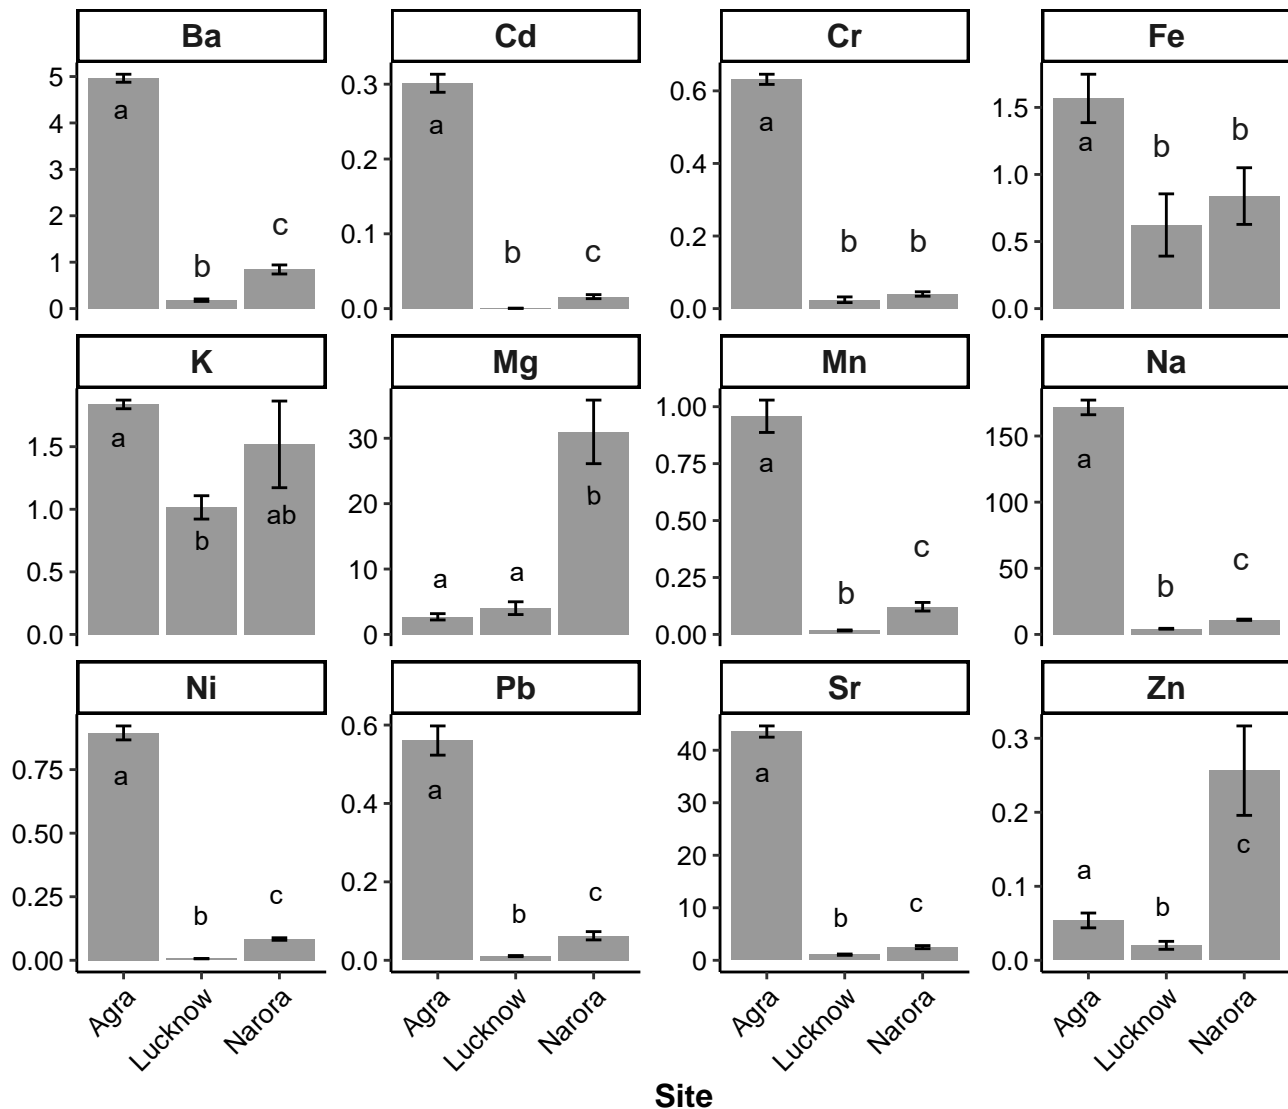 Ba Cd Cr Fe
5 0.3 0.6 1.5
4
3 0.2 0.4 1.0
2 0.1 0.2 0.5
1
0 0.0 0.0 0.0
a b c a b c a b b a b b
K Mg Mn Na
1.5 30 1.00 150
1.0 20 0.75 100
0.5 10 0.50 50
0.25
0.0 0 0.00 0
a b ab a a b a b c a b c
Ni Pb Sr Zn
0.75 0.6 40 0.3
0.50 0.4 30 0.2
0.25 0.2 20 0.1
10
0.00 0.0 0 0.0
a b c a b c a b c a b c
Agra Lucknow Narora Agra Lucknow Narora Agra Lucknow Narora Agra Lucknow Narora
Site